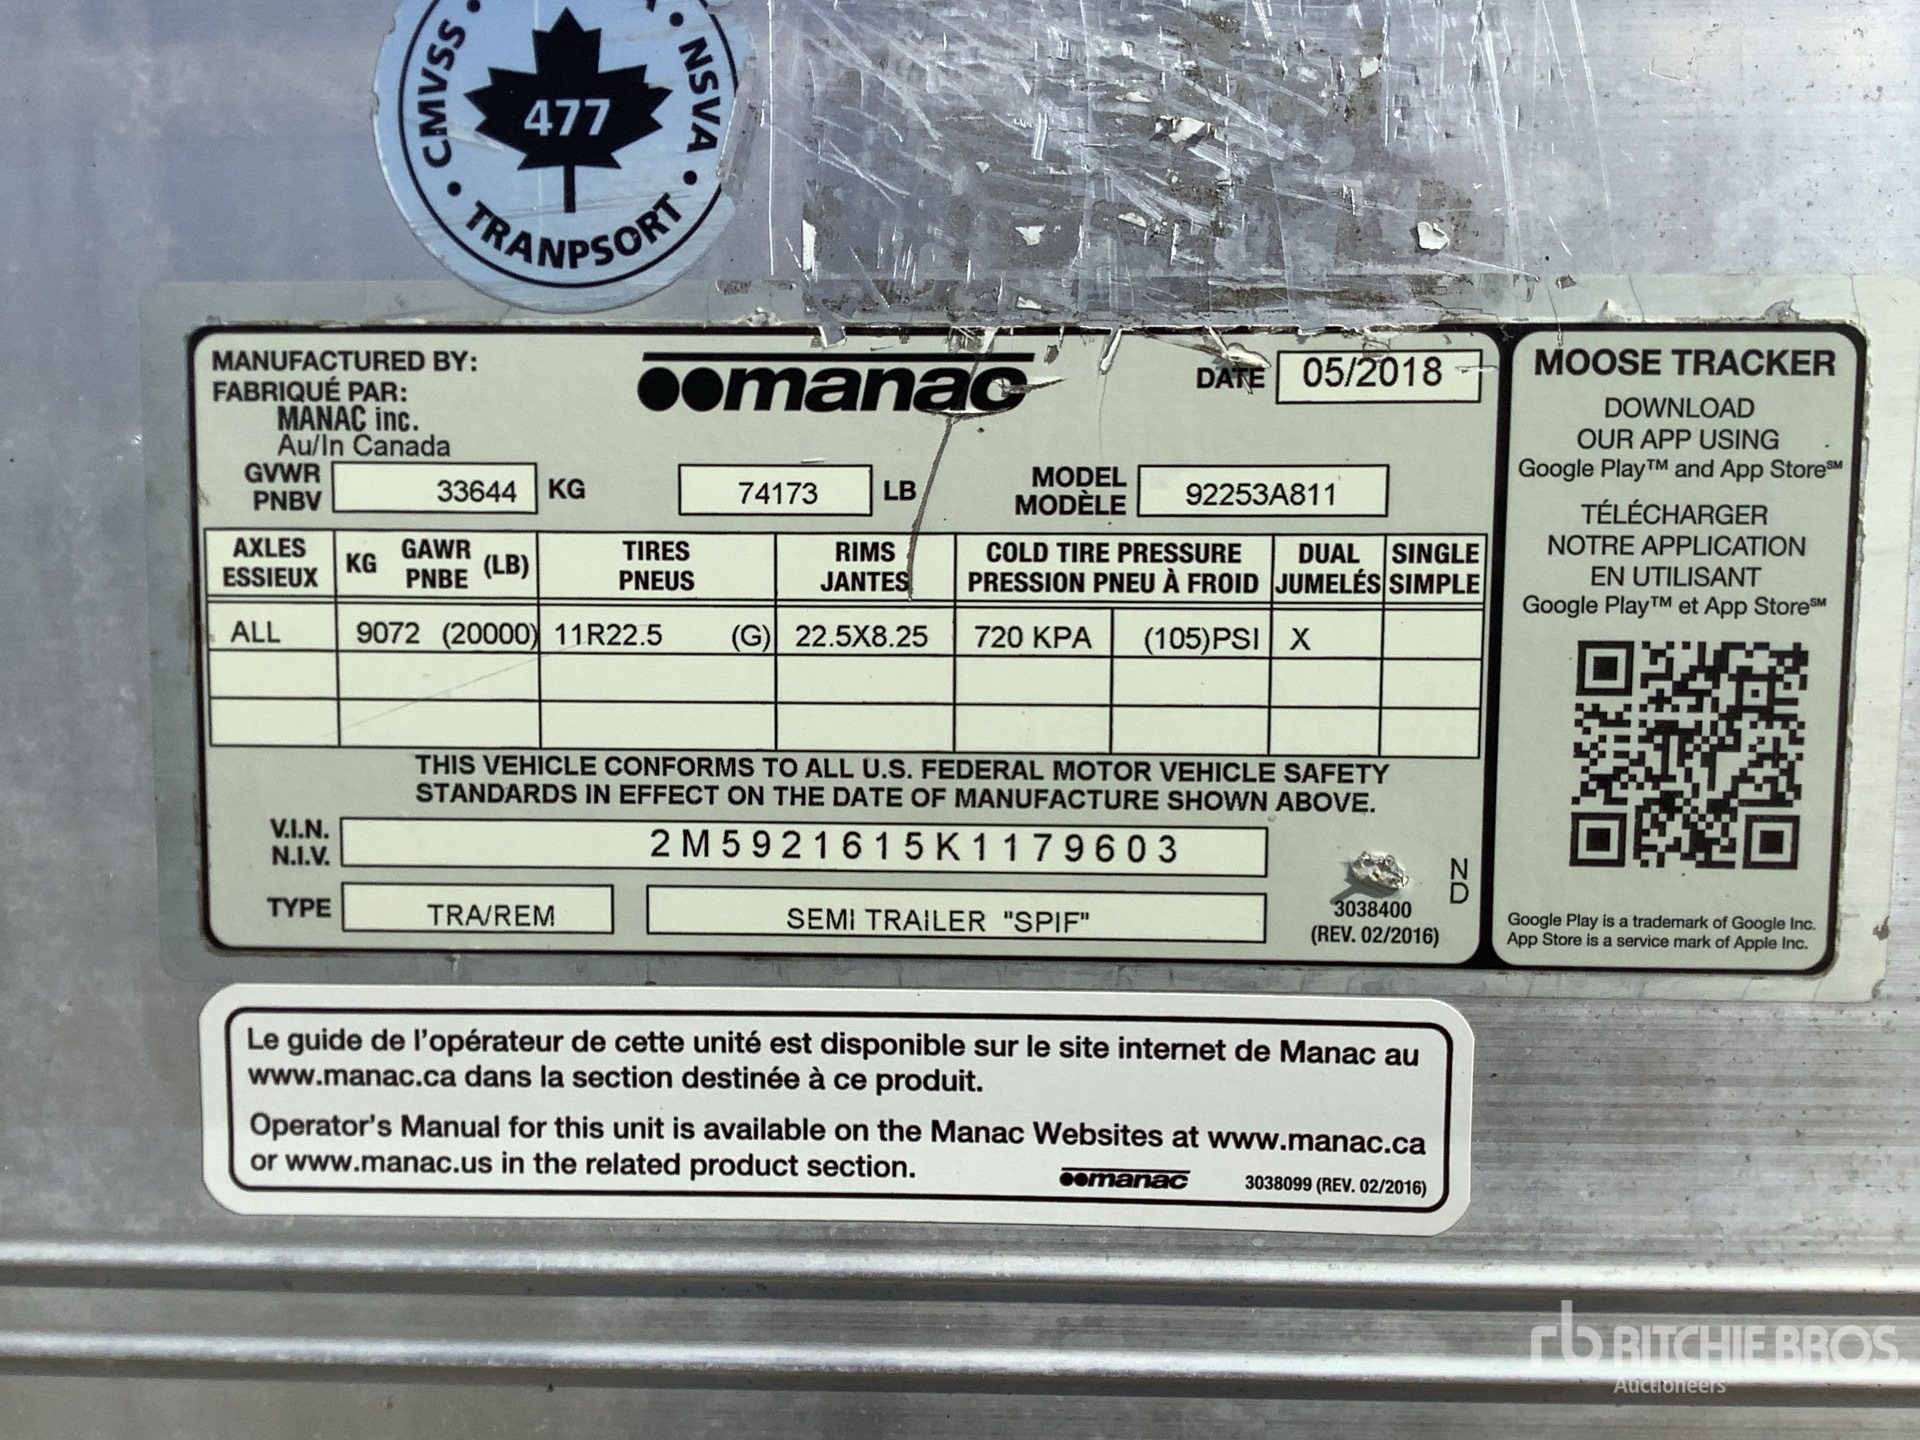 CMVSS • NSVA •
477
• TRANPSORT
MANUFACTURED BY:
FABRIQUÉ PAR:
MANAC inc.
Au/In Canada
manac
DATE 05/2018
GVWR
PNBV
33644 KG
74173 LB
MODEL
MODÈLE
92253A811
AXLES
ESSIEUX
KG GAWR (LB)
PNBE
TIRES
PNEUS
RIMS
JANTES
COLD TIRE PRESSURE
PRESSION PNEU À FROID
DUAL
JUMELÉS
SINGLE
SIMPLE
ALL 9072 (20000) 11R22.5 (G) 22.5X8.25 720 KPA (105)PSI X
THIS VEHICLE CONFORMS TO ALL U.S. FEDERAL MOTOR VEHICLE SAFETY
STANDARDS IN EFFECT ON THE DATE OF MANUFACTURE SHOWN ABOVE.
V.I.N.
N.I.V.
2M5921615K1179603
TYPE TRA/REM SEMI TRAILER "SPIF"
3038400
(REV. 02/2016)
ND
MOOSE TRACKER
DOWNLOAD
OUR APP USING
Google Play™ and App Store℠
TÉLÉCHARGER
NOTRE APPLICATION
EN UTILISANT
Google Play™ et App Store℠
Google Play is a trademark of Google Inc.
App Store is a service mark of Apple Inc.
Le guide de l'opérateur de cette unité est disponible sur le site internet de Manac au
www.manac.ca dans la section destinée à ce produit.
Operator's Manual for this unit is available on the Manac Websites at www.manac.ca
or www.manac.us in the related product section.
manac 3038099 (REV. 02/2016)
rb RITCHIE BROS.
Auctioneers